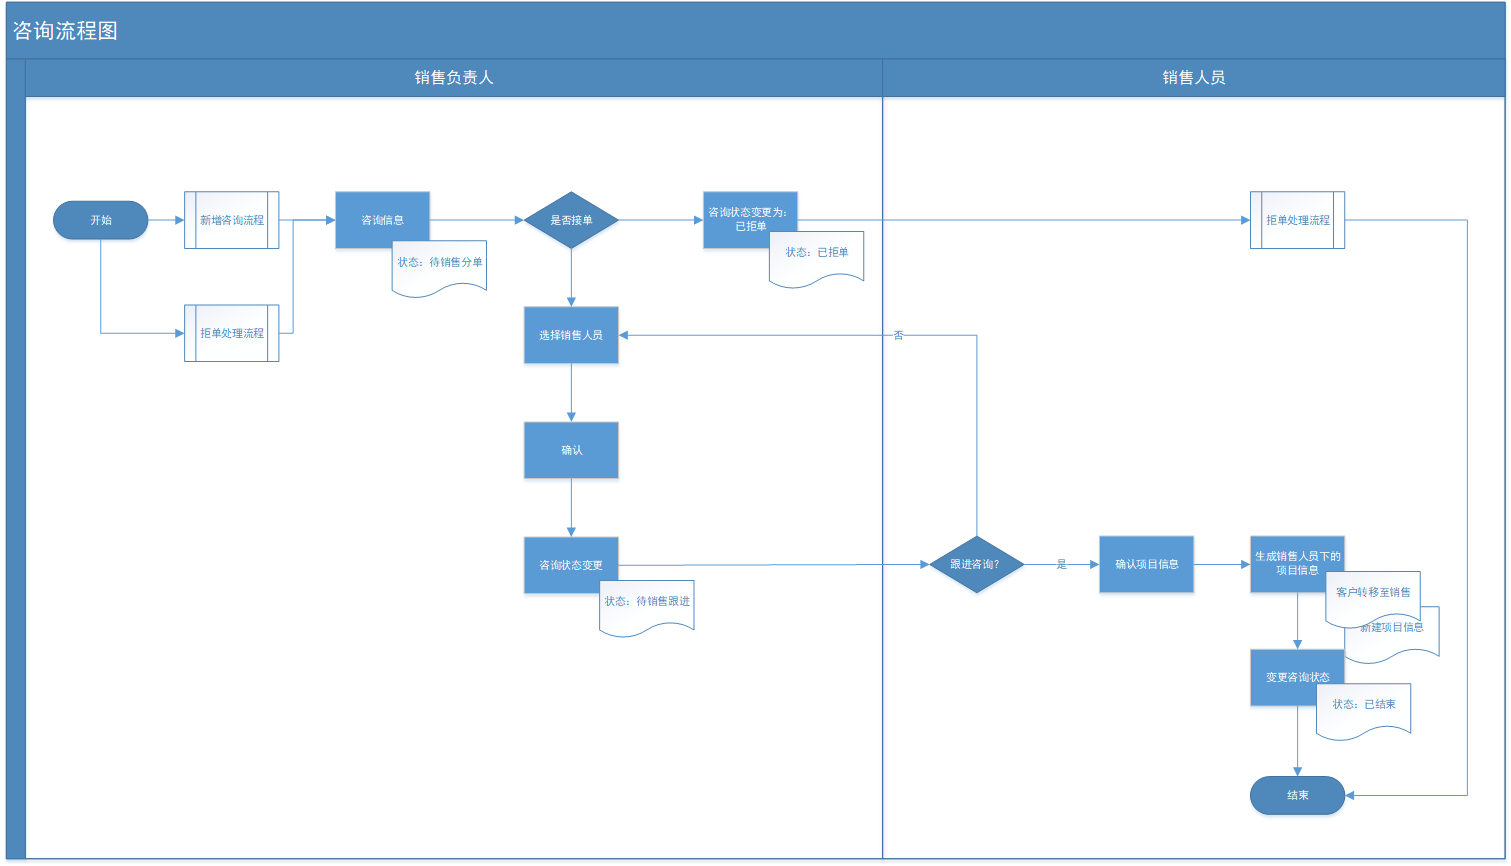 咨询流程图
销售负责人
销售人员
开始
新增咨询流程
咨询信息
状态：待销售分单
是否接单
咨询状态变更为：
已拒单
状态：已拒单
拒单处理流程
拒单处理流程
选择销售人员
否
确认
咨询状态变更
状态：待销售跟进
跟进咨询？
是
确认项目信息
生成销售人员下的
项目信息
客户转移至销售
新建项目信息
变更咨询状态
状态：已结束
结束